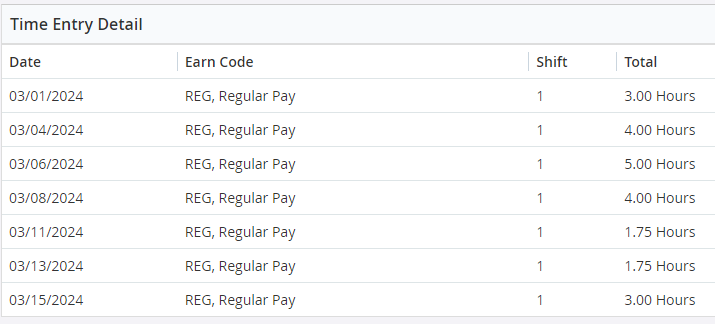 Time Entry Detail
Date Earn Code Shift Total
03/01/2024 REG, Regular Pay 1 3.00 Hours
03/04/2024 REG, Regular Pay 1 4.00 Hours
03/06/2024 REG, Regular Pay 1 5.00 Hours
03/08/2024 REG, Regular Pay 1 4.00 Hours
03/11/2024 REG, Regular Pay 1 1.75 Hours
03/13/2024 REG, Regular Pay 1 1.75 Hours
03/15/2024 REG, Regular Pay 1 3.00 Hours